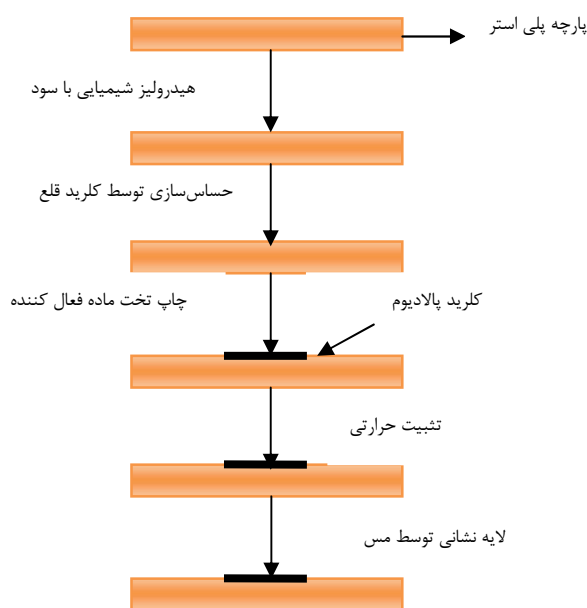 پارچه پلی استر
هیدرولیز شیمیایی با سود
حساس‌سازی توسط کلرید قلع
چاپ تخت ماده فعال کننده
کلرید پالادیوم
تثبیت حرارتی
لایه نشانی توسط مس